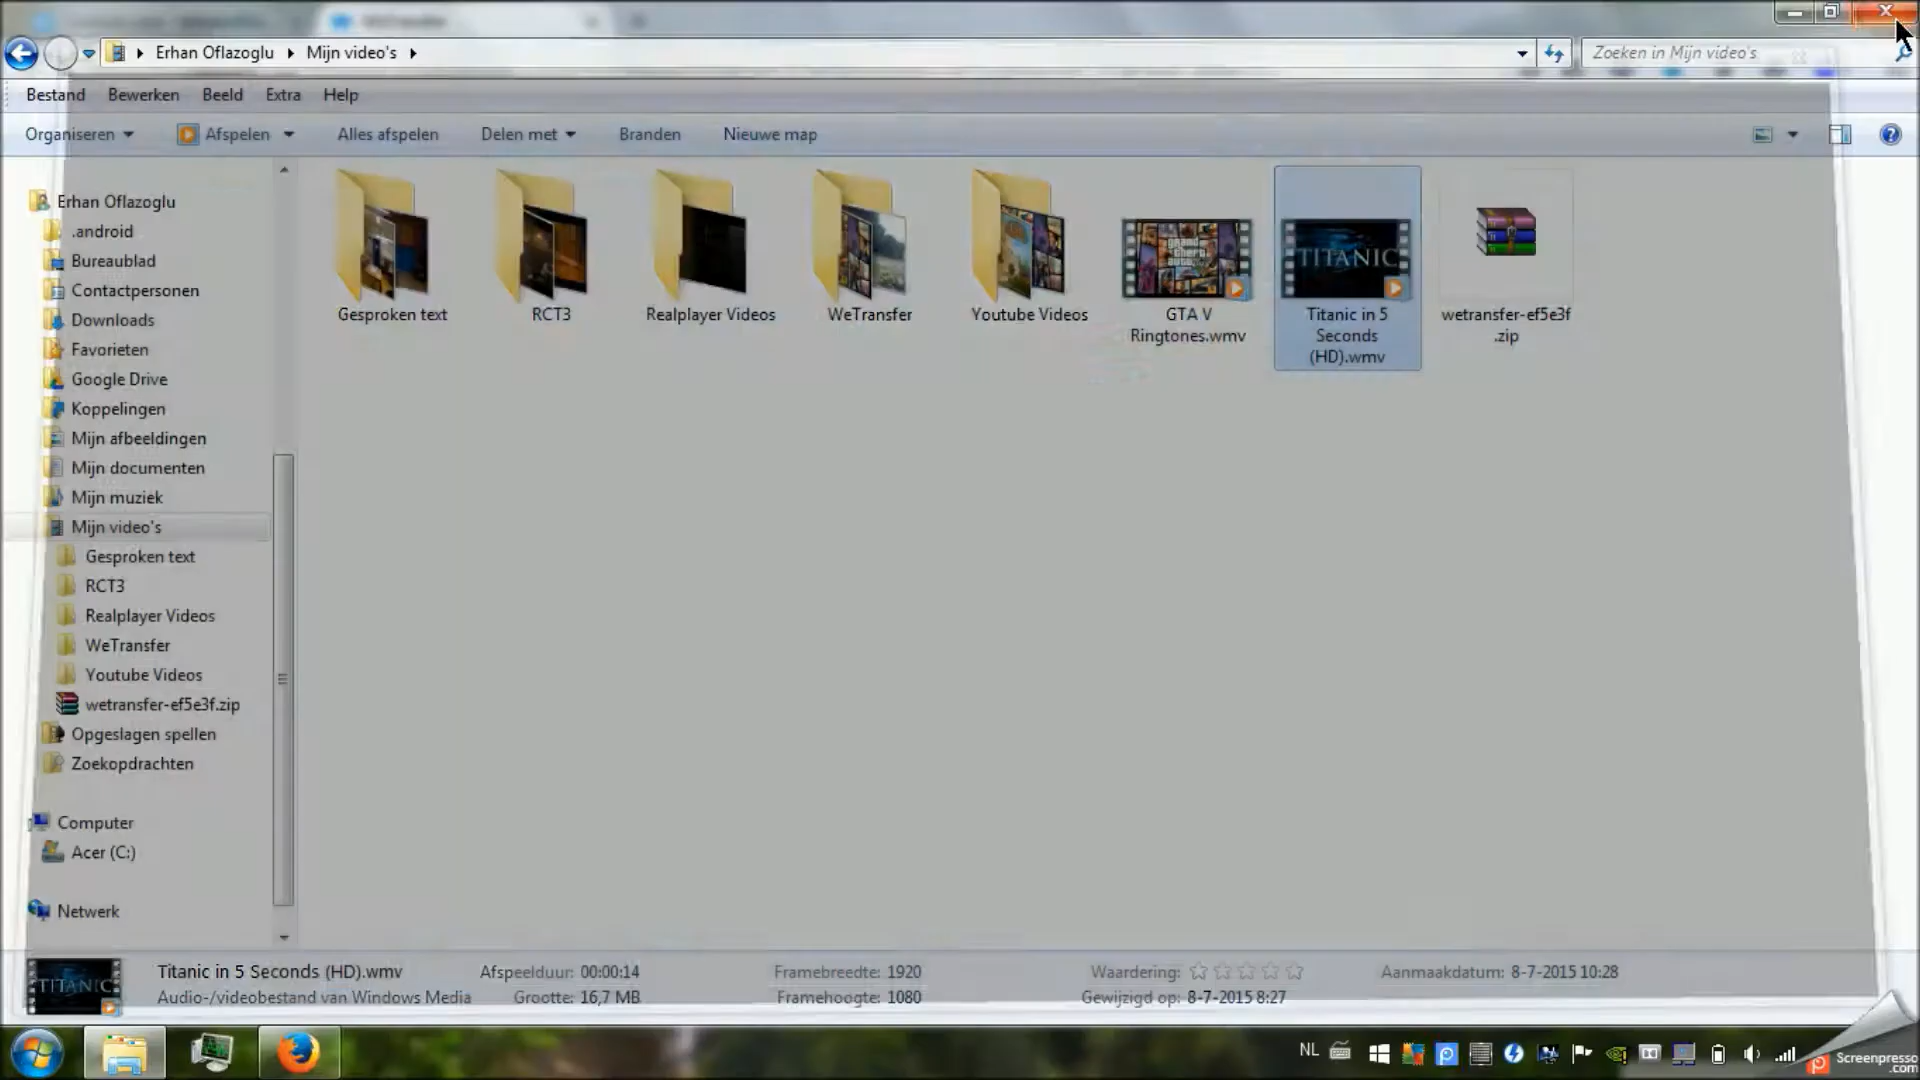 Erhan Oflazoglu Mijn video's
Zoeken in Mijn video's
Bestand Bewerken Beeld Extra Help
Organiseren Afspelen Alles afspelen Delen met Branden Nieuwe map
Erhan Oflazoglu
.android
Bureaublad
Contactpersonen
Downloads
Favorieten
Google Drive
Koppelingen
Mijn afbeeldingen
Mijn documenten
Mijn muziek
Mijn video's
Gesproken text
RCT3
Realplayer Videos
WeTransfer
Youtube Videos
wetransfer-ef5e3f.zip
Opgeslagen spellen
Zoekopdrachten
Computer
Acer (C:)
Netwerk
Gesproken text
RCT3
Realplayer Videos
WeTransfer
Youtube Videos
grand
theft
auto
GTA V
Ringtones.wmv
TITANIC
Titanic in 5
Seconds
(HD).wmv
wetransfer-ef5e3f
.zip
TITANIC
Titanic in 5 Seconds (HD).wmv Afspeelduur: 00:00:14 Framebreedte: 1920 Waardering: Aanmaakdatum: 8-7-2015 10:28
Audio-/videobestand van Windows Media Grootte: 16,7 MB Framehoogte: 1080 Gewijzigd op: 8-7-2015 8:27
NL
Screenpresso
.com